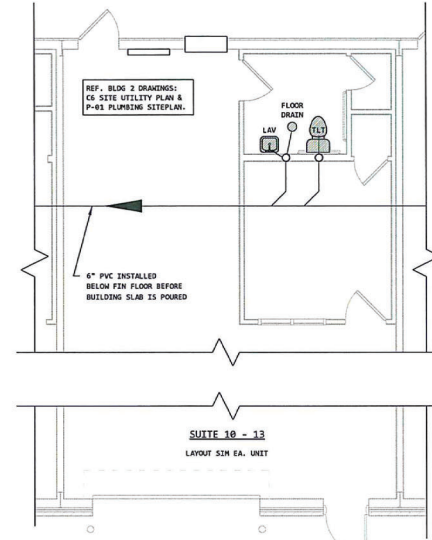 REF. BLDG 2 DRAWINGS:
C6 SITE UTILITY PLAN &
P-01 PLUMBING SITEPLAN.
FLOOR
DRAIN
LAV
TLT
6" PVC INSTALLED
BELOW FIN FLOOR BEFORE
BUILDING SLAB IS POURED
SUITE 10 - 13
LAYOUT SIM EA. UNIT